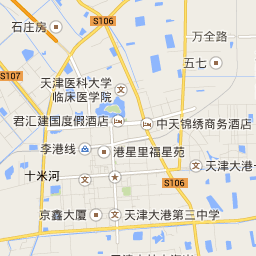 石庄房
S106
万全路
五七
S107
天津医科大学
临床医学院
君汇建国度假酒店
中天锦绣商务酒店
李港线
港星里福星苑
天津大港一
十米河
S106
京鑫大厦
天津大港第三中学